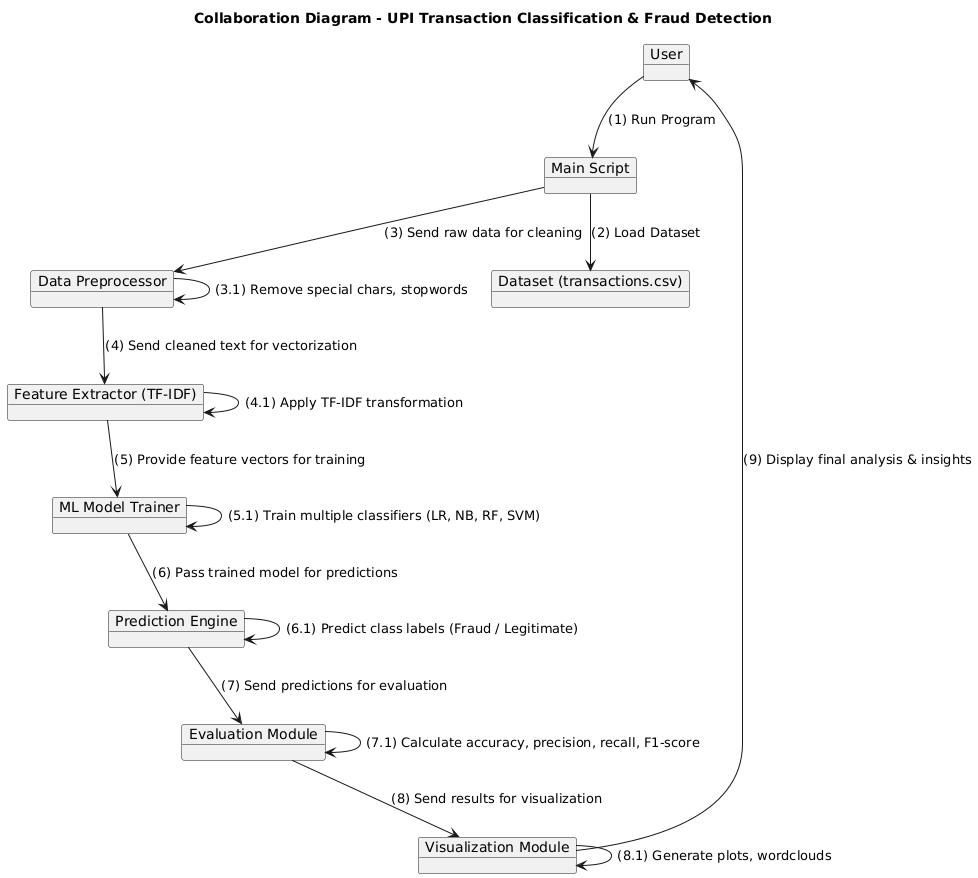 Collaboration Diagram - UPI Transaction Classification & Fraud Detection
User
(1) Run Program
Main Script
(3) Send raw data for cleaning
(2) Load Dataset
Data Preprocessor
Dataset (transactions.csv)
(3.1) Remove special chars, stopwords
(4) Send cleaned text for vectorization
Feature Extractor (TF-IDF)
(4.1) Apply TF-IDF transformation
(5) Provide feature vectors for training
(9) Display final analysis & insights
ML Model Trainer
(5.1) Train multiple classifiers (LR, NB, RF, SVM)
(6) Pass trained model for predictions
Prediction Engine
(6.1) Predict class labels (Fraud / Legitimate)
(7) Send predictions for evaluation
Evaluation Module
(7.1) Calculate accuracy, precision, recall, F1-score
(8) Send results for visualization
Visualization Module
(8.1) Generate plots, wordclouds